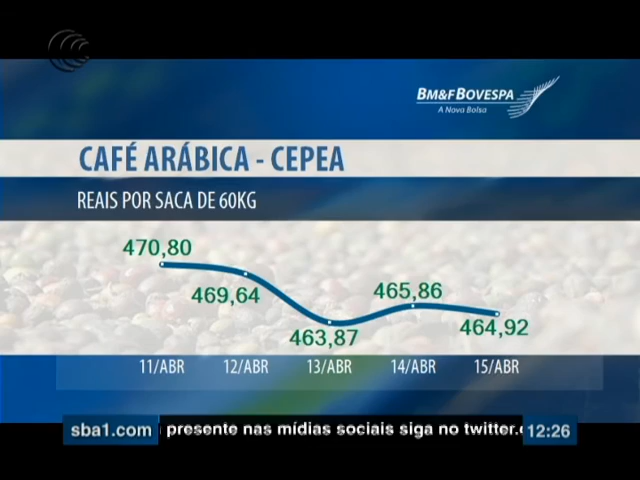 BM&FBOVESPA
A Nova Bolsa
CAFÉ ARÁBICA - CEPEA
REAIS POR SACA DE 60KG
470,80
469,64
463,87
465,86
464,92
11/ABR 12/ABR 13/ABR 14/ABR 15/ABR
sba1.com presente nas mídias sociais siga no twitter. 12:26